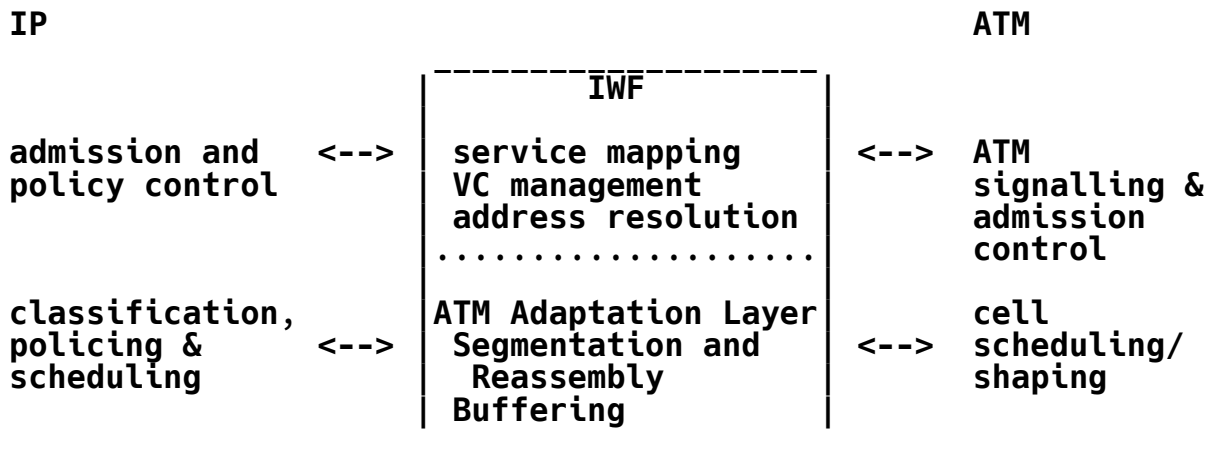 IP ATM
____________________
| IWF |
| |
admission and <--> | service mapping | <--> ATM
policy control | VC management | signalling &
| address resolution | admission
|....................| control
| |
classification, |ATM Adaptation Layer| cell
policing & <--> | Segmentation and | <--> scheduling/
scheduling | Reassembly | shaping
| Buffering |